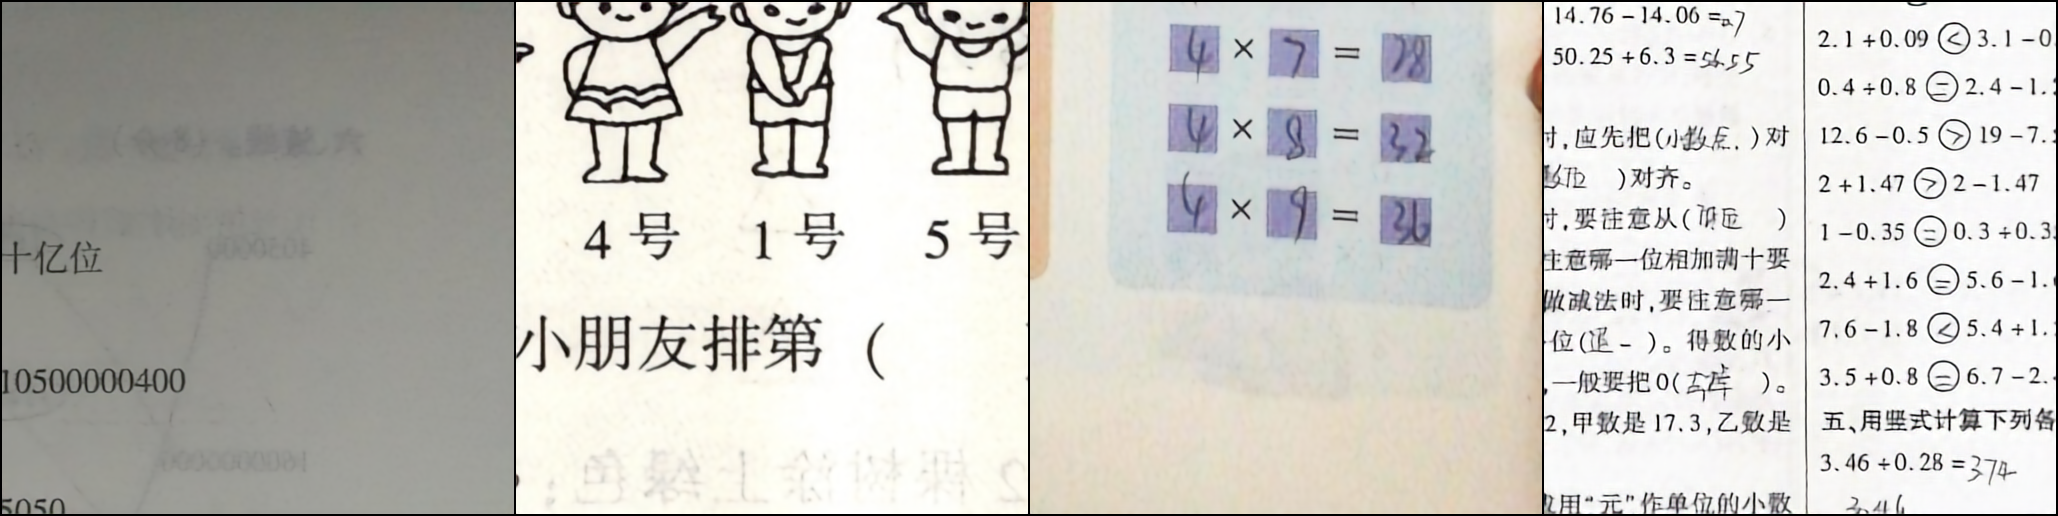 十亿位
10500000400
5050
4号 1号 5号
小朋友排第（
4 × 7 = 28
4 × 8 = 32
4 × 9 = 36
14.76－14.06=0.7
50.25+6.3=56.55
时,应先把(小数点.)对
数位 )对齐。
时,要注意从( )
注意哪一位相加满十要
做减法时,要注意哪一
位(退一 )。得数的小
,一般要把0(去掉 )。
2,甲数是17.3,乙数是
用“元”作单位的小数
2.1+0.09<3.1－0
0.4+0.8=2.4－1.
12.6－0.5>19－7.
2+1.47>2－1.47
1－0.35=0.3+0.3
2.4+1.6=5.6－1.
7.6－1.8<5.4+1.
3.5+0.8=6.7－2.
五、用竖式计算下列各
3.46+0.28=374
3.46